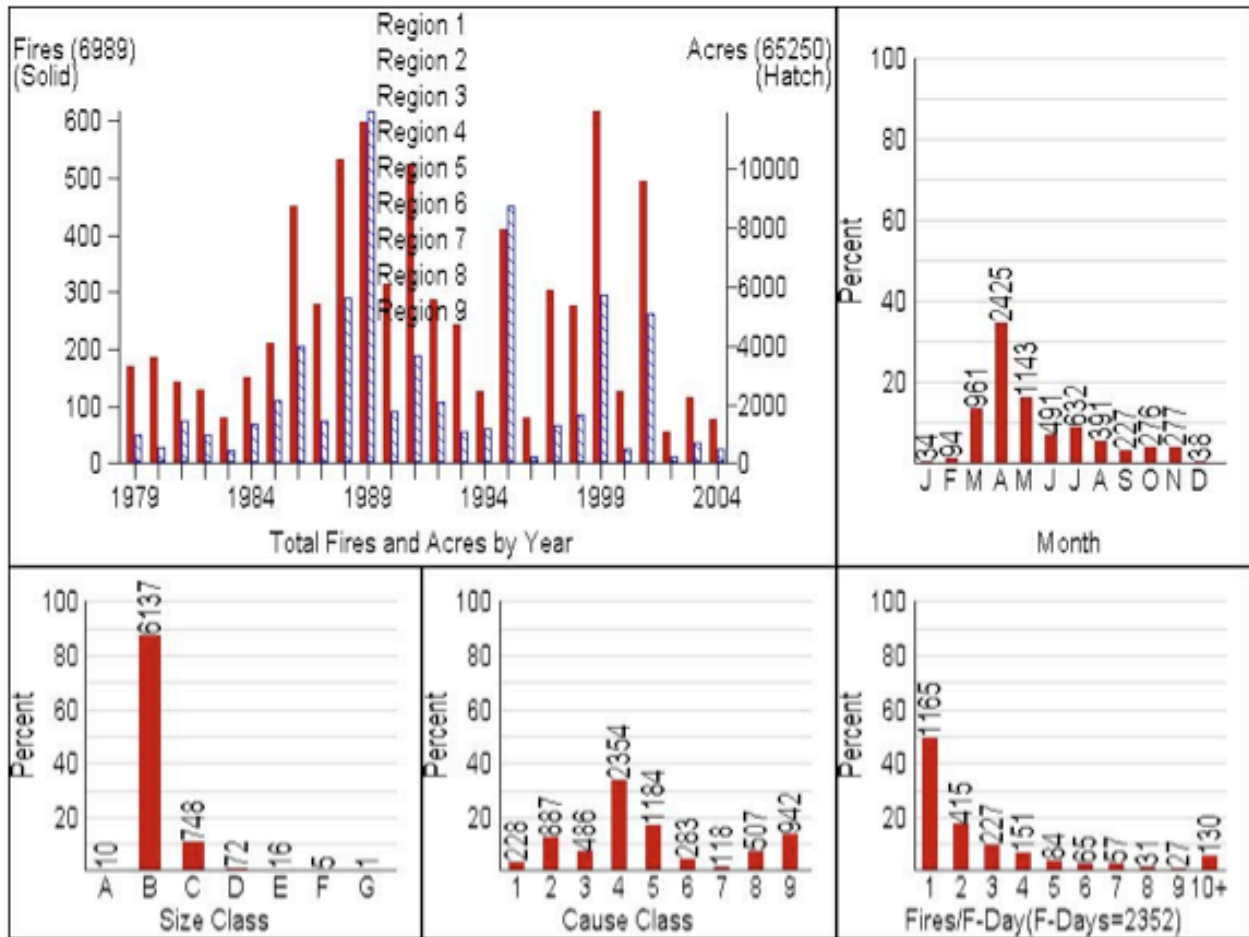 Fires (6989)
(Solid)
Region 1
Region 2
Region 3
Region 4
Region 5
Region 6
Region 7
Region 8
Region 9
Acres (65250)
(Hatch)
600
500
400
300
200
100
0
10000
8000
6000
4000
2000
0
1979 1984 1989 1994 1999 2004
Total Fires and Acres by Year
Percent
100
80
60
40
20
34 94 961 2425 1143 491 632 391 227 276 277 38
J F M A M J J A S O N D
Month
Percent
100
80
60
40
20
10 6137 748 72 16 5 1
A B C D E F G
Size Class
Percent
100
80
60
40
20
228 887 486 2354 1184 283 118 507 942
1 2 3 4 5 6 7 8 9
Cause Class
Percent
100
80
60
40
20
1165 415 227 151 84 65 57 31 27 130
1 2 3 4 5 6 7 8 9 10+
Fires/F-Day(F-Days=2352)